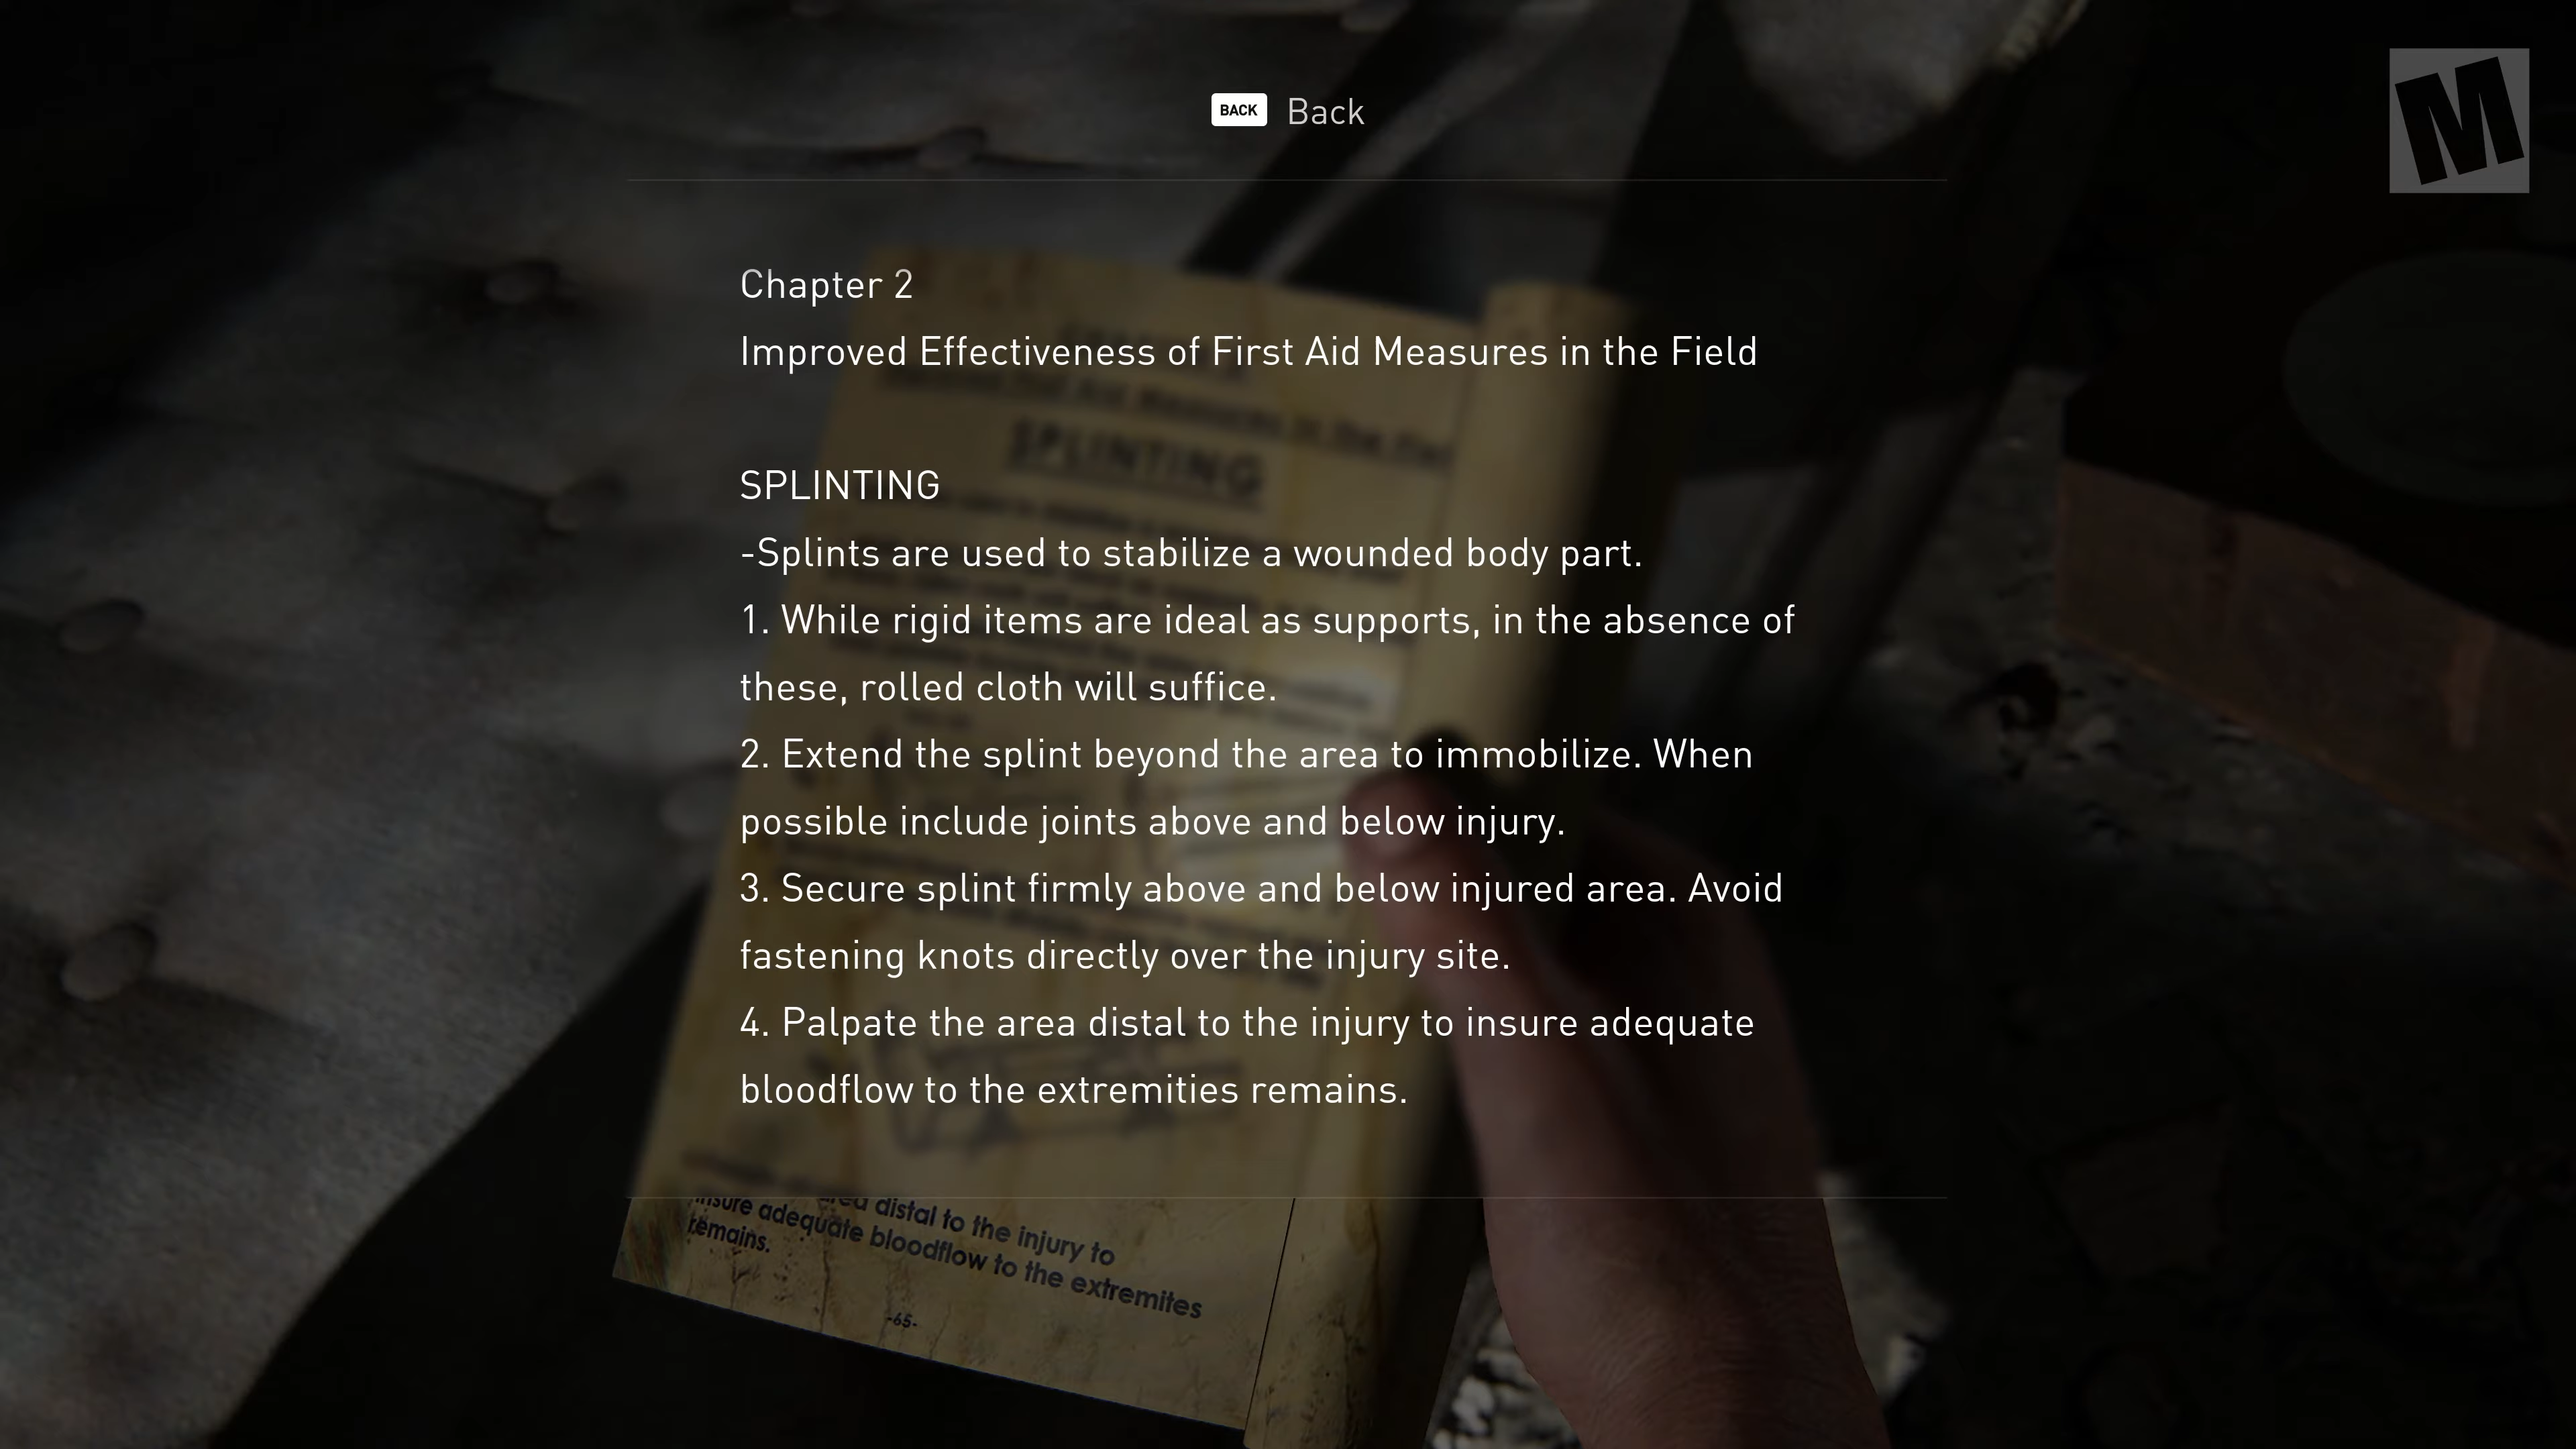 BACK Back
M
Chapter 2
Improved Effectiveness of First Aid Measures in the Field
SPLINTING
-Splints are used to stabilize a wounded body part.
1. While rigid items are ideal as supports, in the absence of
these, rolled cloth will suffice.
2. Extend the splint beyond the area to immobilize. When
possible include joints above and below injury.
3. Secure splint firmly above and below injured area. Avoid
fastening knots directly over the injury site.
4. Palpate the area distal to the injury to insure adequate
bloodflow to the extremities remains.
SPLINTING
area distal to the injury to
insure adequate bloodflow to the extremites
remains.
-65-